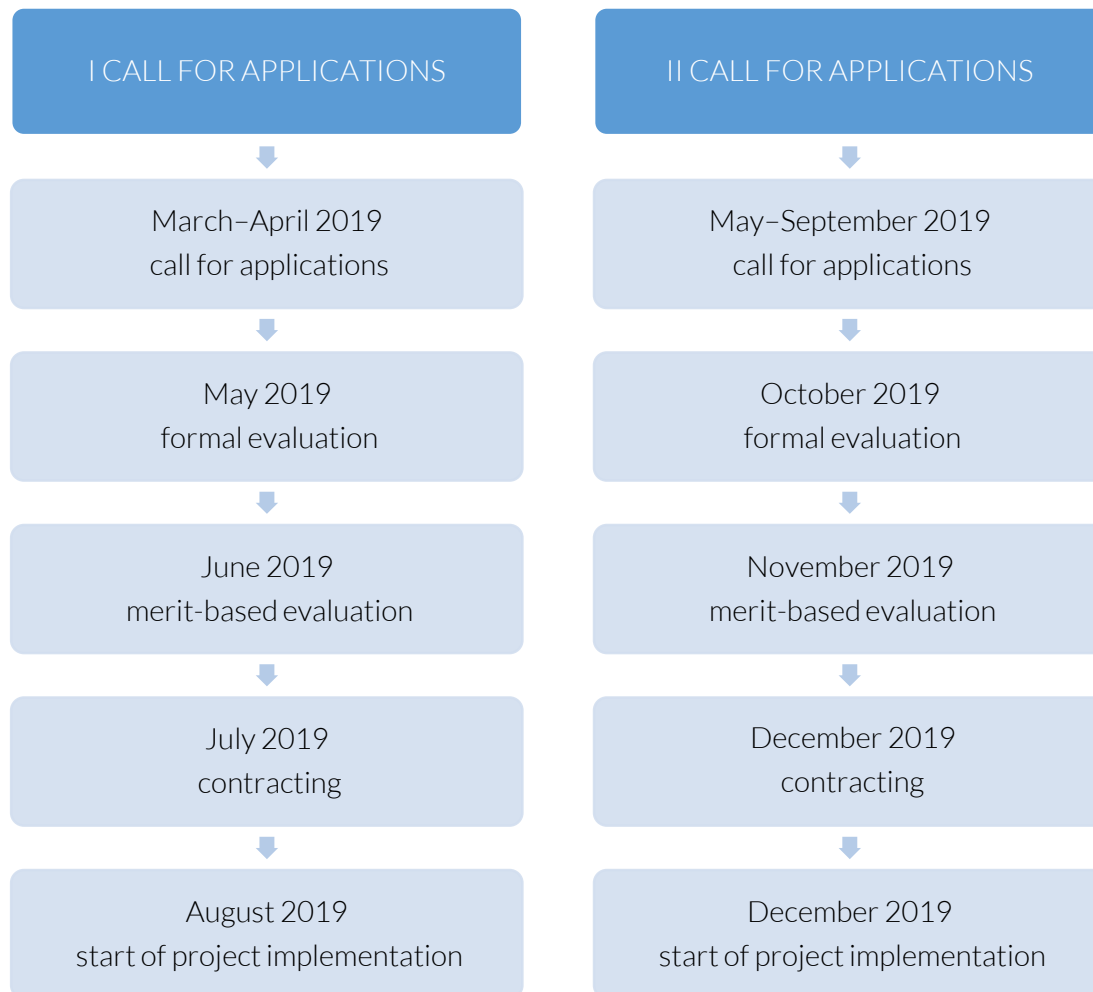 I CALL FOR APPLICATIONS
March–April 2019
call for applications
May 2019
formal evaluation
June 2019
merit-based evaluation
July 2019
contracting
August 2019
start of project implementation
II CALL FOR APPLICATIONS
May–September 2019
call for applications
October 2019
formal evaluation
November 2019
merit-based evaluation
December 2019
contracting
December 2019
start of project implementation